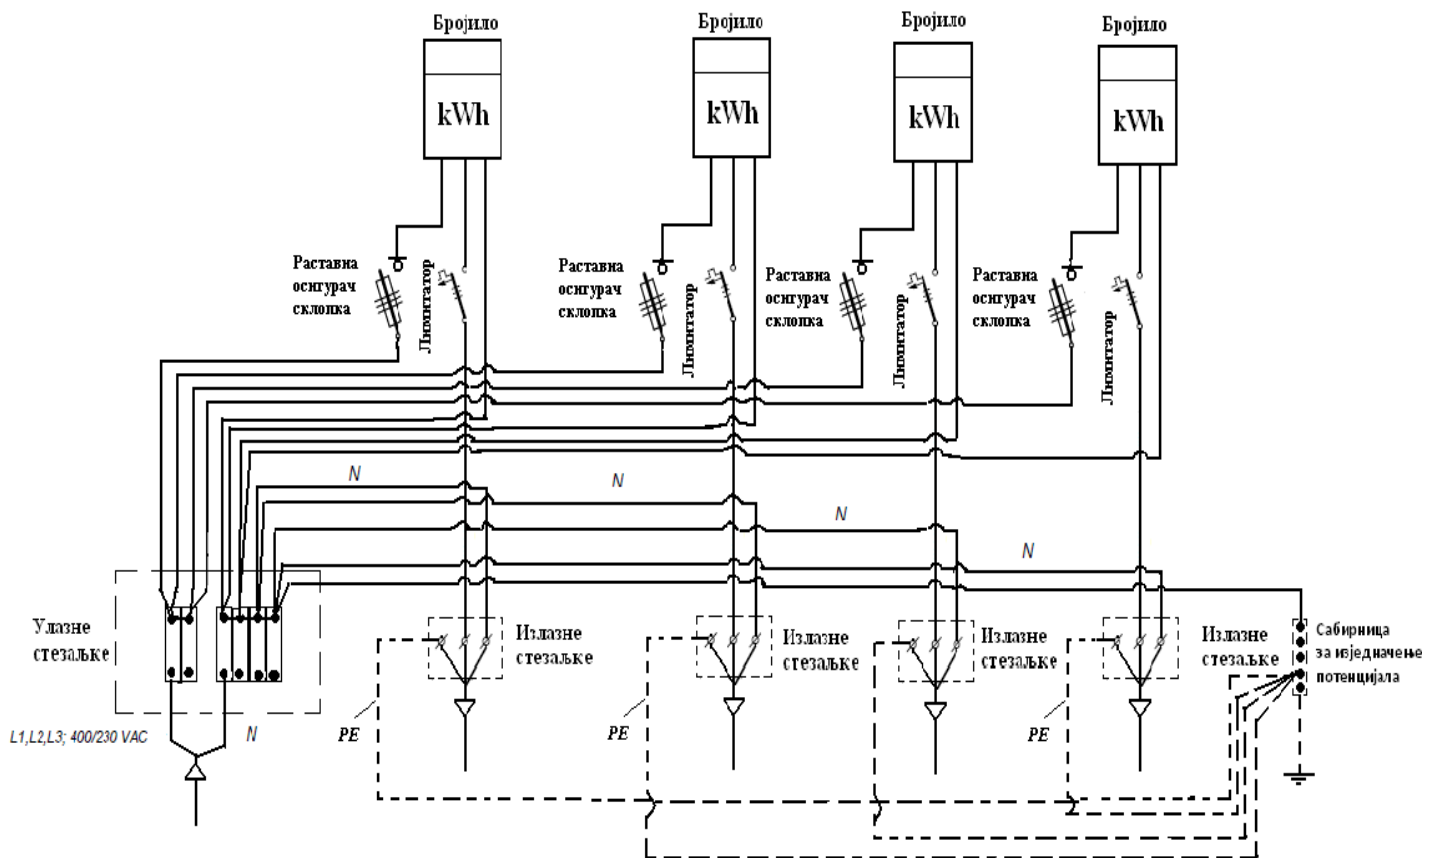 Бројило
Бројило
Бројило
Бројило
kWh
kWh
kWh
kWh
Раставна
осигурач
склопка
Лимитатор
Раставна
осигурач
склопка
Лимитатор
Раставна
осигурач
склопка
Лимитатор
Раставна
осигурач
склопка
Лимитатор
N
N
N
N
Улазне
стезаљке
Излазне
стезаљке
Излазне
стезаљке
Излазне
стезаљке
Излазне
стезаљке
Сабирница
за изједначење
потенцијала
L1,L2,L3; 400/230 VAC
N
PE
PE
PE